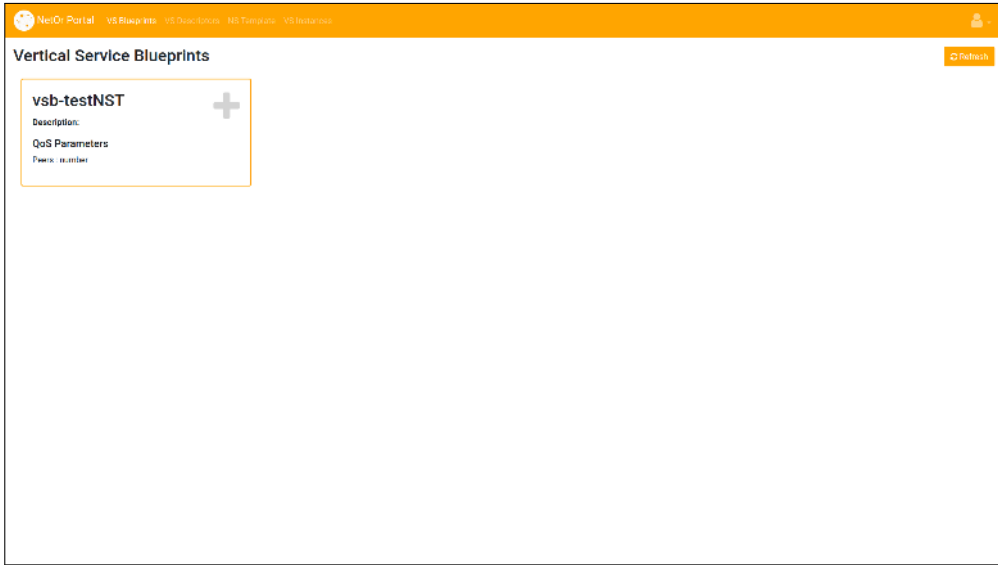 NetOr Portal VS Blueprints VS Descriptors NS Template VS Instances
Vertical Service Blueprints
Refresh
vsb-testNST
Description:
QoS Parameters
Peers: number